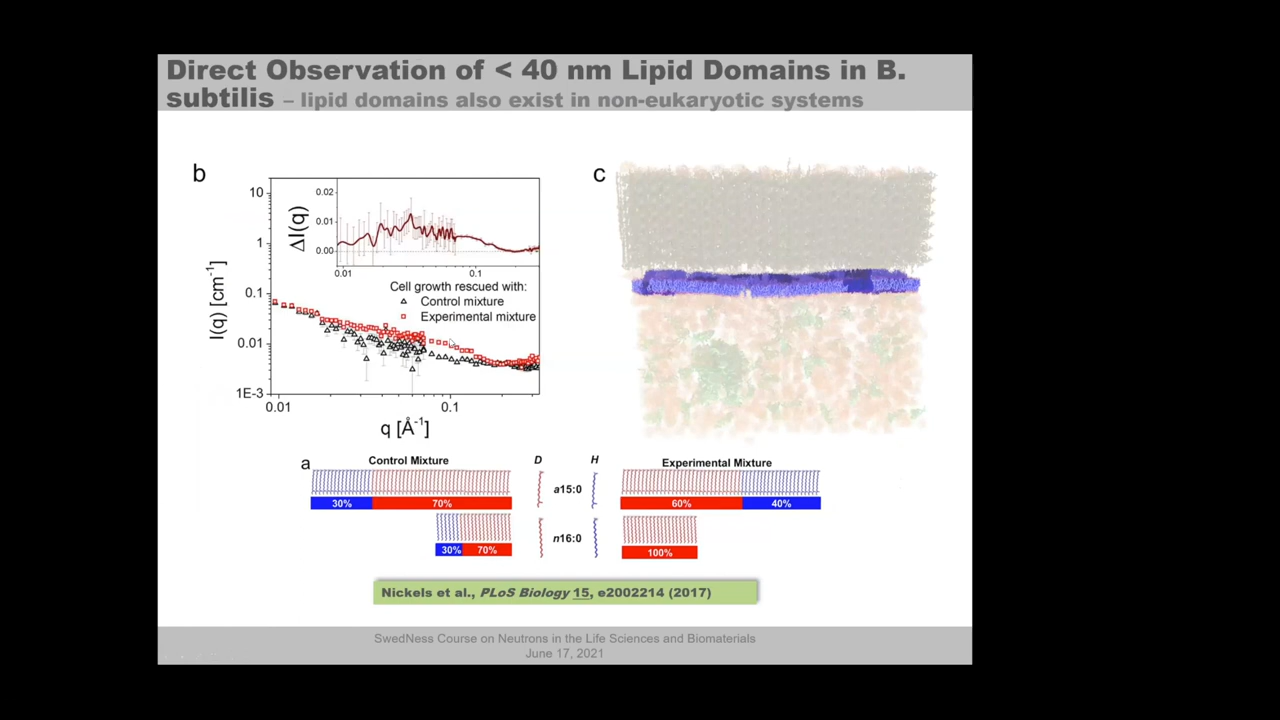 Direct Observation of < 40 nm Lipid Domains in B.
subtilis – lipid domains also exist in non-eukaryotic systems
b
c
10
1
0.1
0.01
1E-3
I(q) [cm⁻¹]
0.02
0.01
0.00
ΔI(q)
0.01
0.1
Cell growth rescued with:
Control mixture
Experimental mixture
0.01
0.1
q [Å⁻¹]
a
Control Mixture
D
H
Experimental Mixture
30%
70%
a15:0
60%
40%
30%
70%
n16:0
100%
Nickels et al., PLoS Biology 15, e2002214 (2017)
SwedNess Course on Neutrons in the Life Sciences and Biomaterials
June 17, 2021